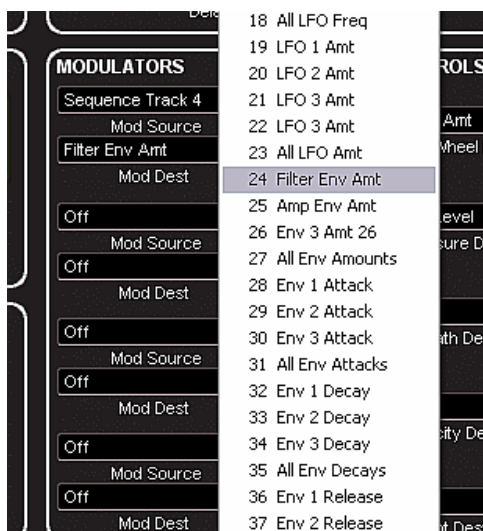 MODULATORS
Sequence Track 4
Mod Source
Filter Env Amt
Mod Dest
Off
Mod Source
Off
Mod Dest
Off
Mod Source
Off
Mod Dest
Off
Mod Source
Off
Mod Dest
18 All LFO Freq
19 LFO 1 Amt
20 LFO 2 Amt
21 LFO 3 Amt
22 LFO 3 Amt
23 All LFO Amt
24 Filter Env Amt
25 Amp Env Amt
26 Env 3 Amt 26
27 All Env Amounts
28 Env 1 Attack
29 Env 2 Attack
30 Env 3 Attack
31 All Env Attacks
32 Env 1 Decay
33 Env 2 Decay
34 Env 3 Decay
35 All Env Decays
36 Env 1 Release
37 Env 2 Release
Amt